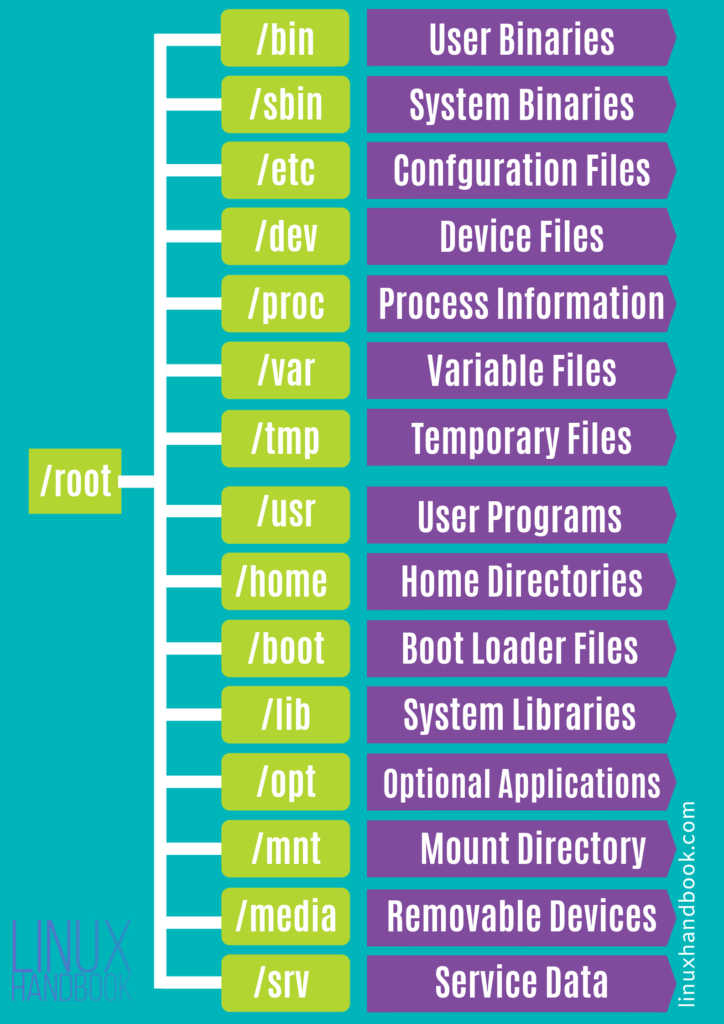 /bin User Binaries
/sbin System Binaries
/etc Confguration Files
/dev Device Files
/proc Process Information
/var Variable Files
/tmp Temporary Files
/root
/usr User Programs
/home Home Directories
/boot Boot Loader Files
/lib System Libraries
/opt Optional Applications
/mnt Mount Directory
/media Removable Devices
/srv Service Data
LINUX
HANDBOOK
linuxhandbook.com